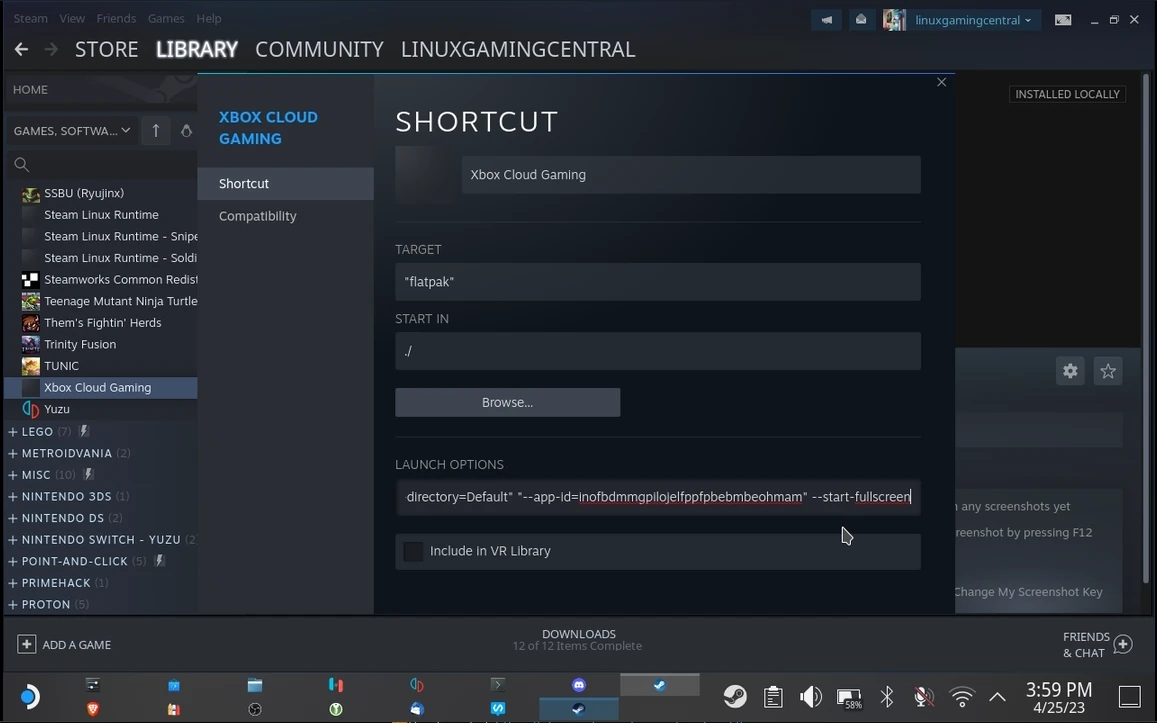 Steam View Friends Games Help
linuxgamingcentral
STORE LIBRARY COMMUNITY LINUXGAMINGCENTRAL
HOME
GAMES, SOFTWA...
SSBU (Ryujinx)
Steam Linux Runtime
Steam Linux Runtime - Snipe
Steam Linux Runtime - Soldi
Steamworks Common Redist
Teenage Mutant Ninja Turtle
Them's Fightin' Herds
Trinity Fusion
TUNIC
Xbox Cloud Gaming
Yuzu
+ LEGO (7)
+ METROIDVANIA (2)
+ MISC (10)
+ NINTENDO 3DS (1)
+ NINTENDO DS (2)
+ NINTENDO SWITCH - YUZU (2
+ POINT-AND-CLICK (5)
+ PRIMEHACK (1)
+ PROTON (5)
XBOX CLOUD
GAMING
Shortcut
Compatibility
SHORTCUT
Xbox Cloud Gaming
TARGET
"flatpak"
START IN
./
Browse...
LAUNCH OPTIONS
directory=Default" "--app-id=inofbdmmgpilojelfppfpbebmbeohmam" --start-fullscreen
Include in VR Library
INSTALLED LOCALLY
any screenshots yet
reenshot by pressing F12
Change My Screenshot Key
ADD A GAME
DOWNLOADS
12 of 12 Items Complete
FRIENDS
& CHAT
58%
3:59 PM
4/25/23